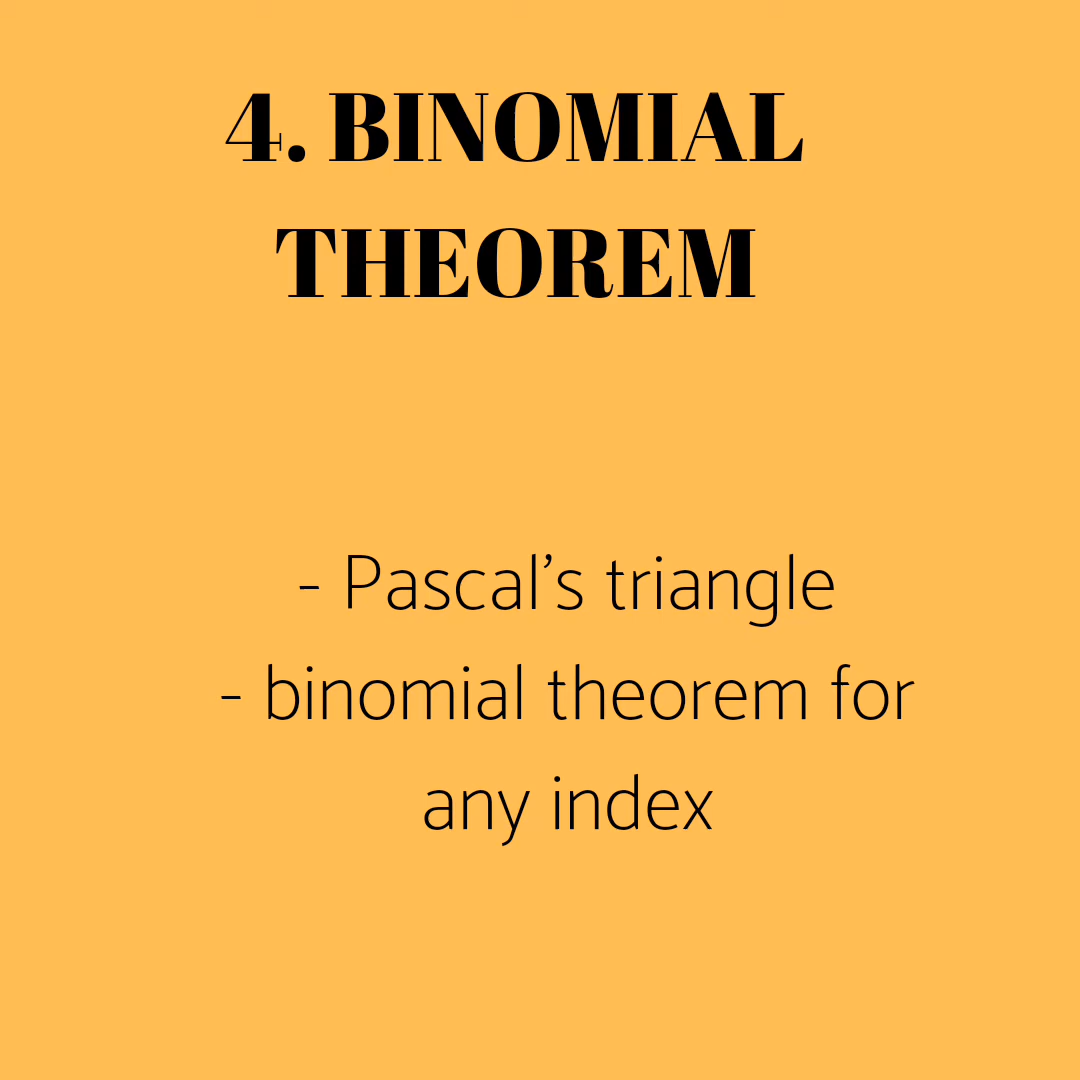 4. BINOMIAL
THEOREM
- Pascal's triangle
- binomial theorem for
any index